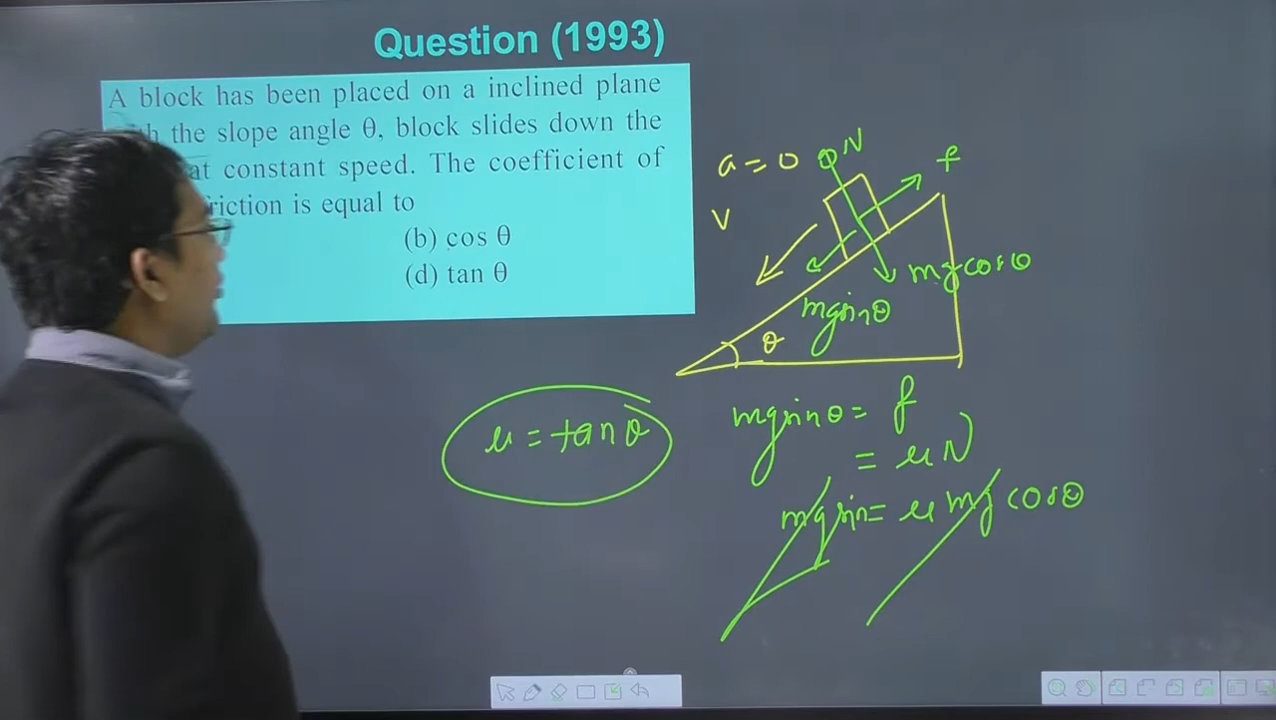 Question (1993)
A block has been placed on a inclined plane
the slope angle θ, block slides down the
at constant speed. The coefficient of
riction is equal to
(b) cos θ
(d) tan θ
a = 0
N
f
V
mg cos θ
mg sin θ
θ
mg sin θ = f
= μN
mg sin = μ mg cos θ
μ = tan θ